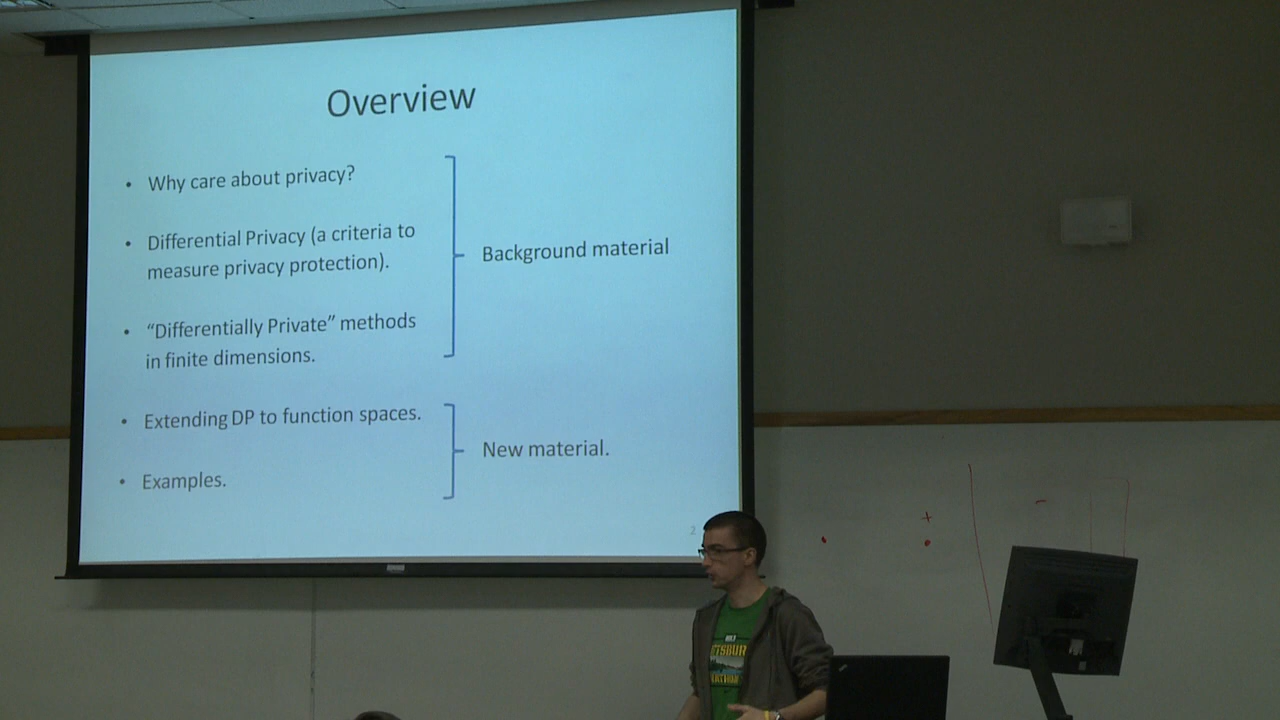 Overview
• Why care about privacy?
• Differential Privacy (a criteria to
measure privacy protection).
Background material
• “Differentially Private” methods
in finite dimensions.
• Extending DP to function spaces.
New material.
• Examples.
2